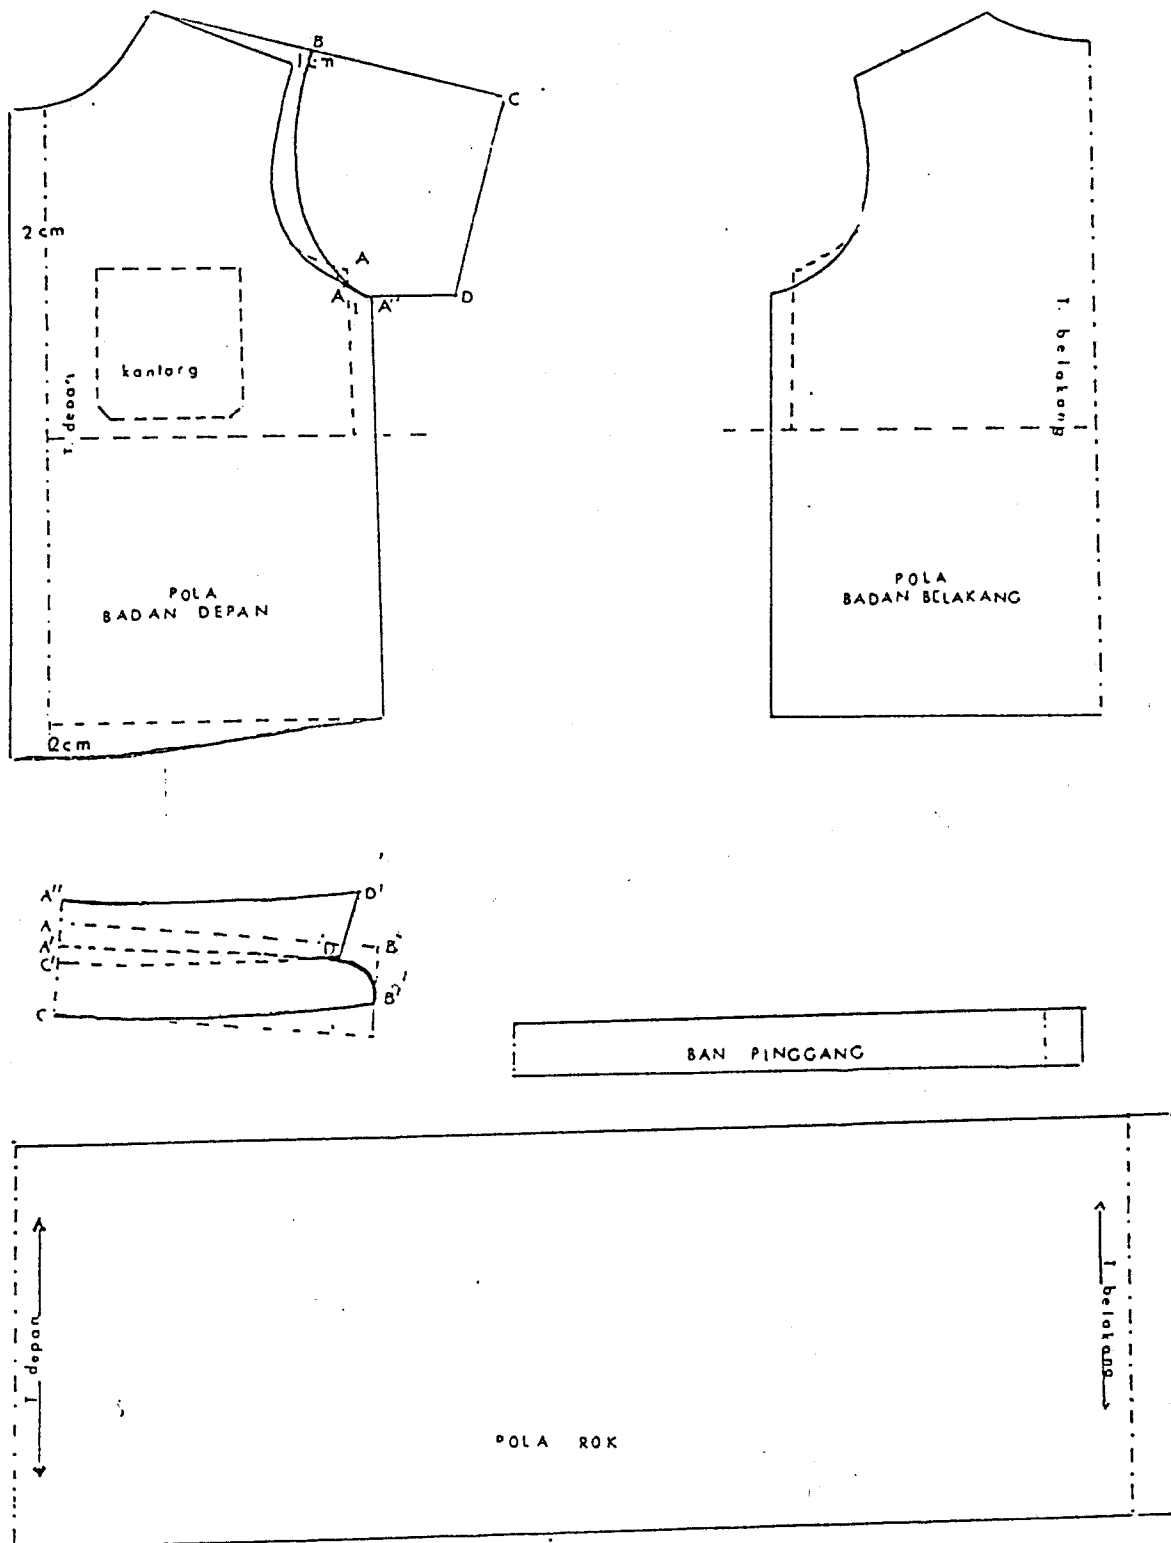 B
1 cm
C
2 cm
A
A'
1
A"
D
kantong
T. depan
T. belakang
POLA
BADAN DEPAN
POLA
BADAN BELAKANG
2cm
A"
D'
A
A'
D
B'
C'
B"
C
BAN PINGGANG
T depan
T belakang
POLA ROK